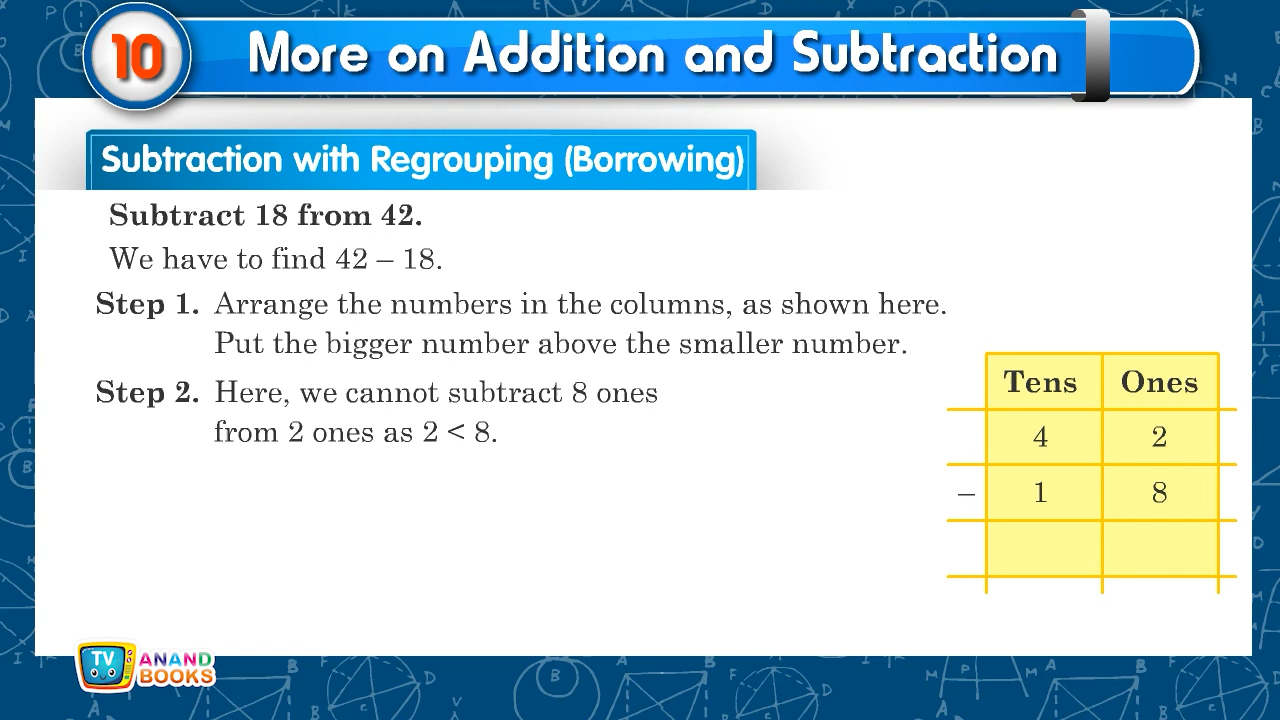 10
More on Addition and Subtraction
Subtraction with Regrouping (Borrowing)
Subtract 18 from 42.
We have to find 42 – 18.
Step 1. Arrange the numbers in the columns, as shown here.
Put the bigger number above the smaller number.
Step 2. Here, we cannot subtract 8 ones
from 2 ones as 2 < 8.
Tens Ones
4 2
– 1 8
TV ANAND
BOOKS